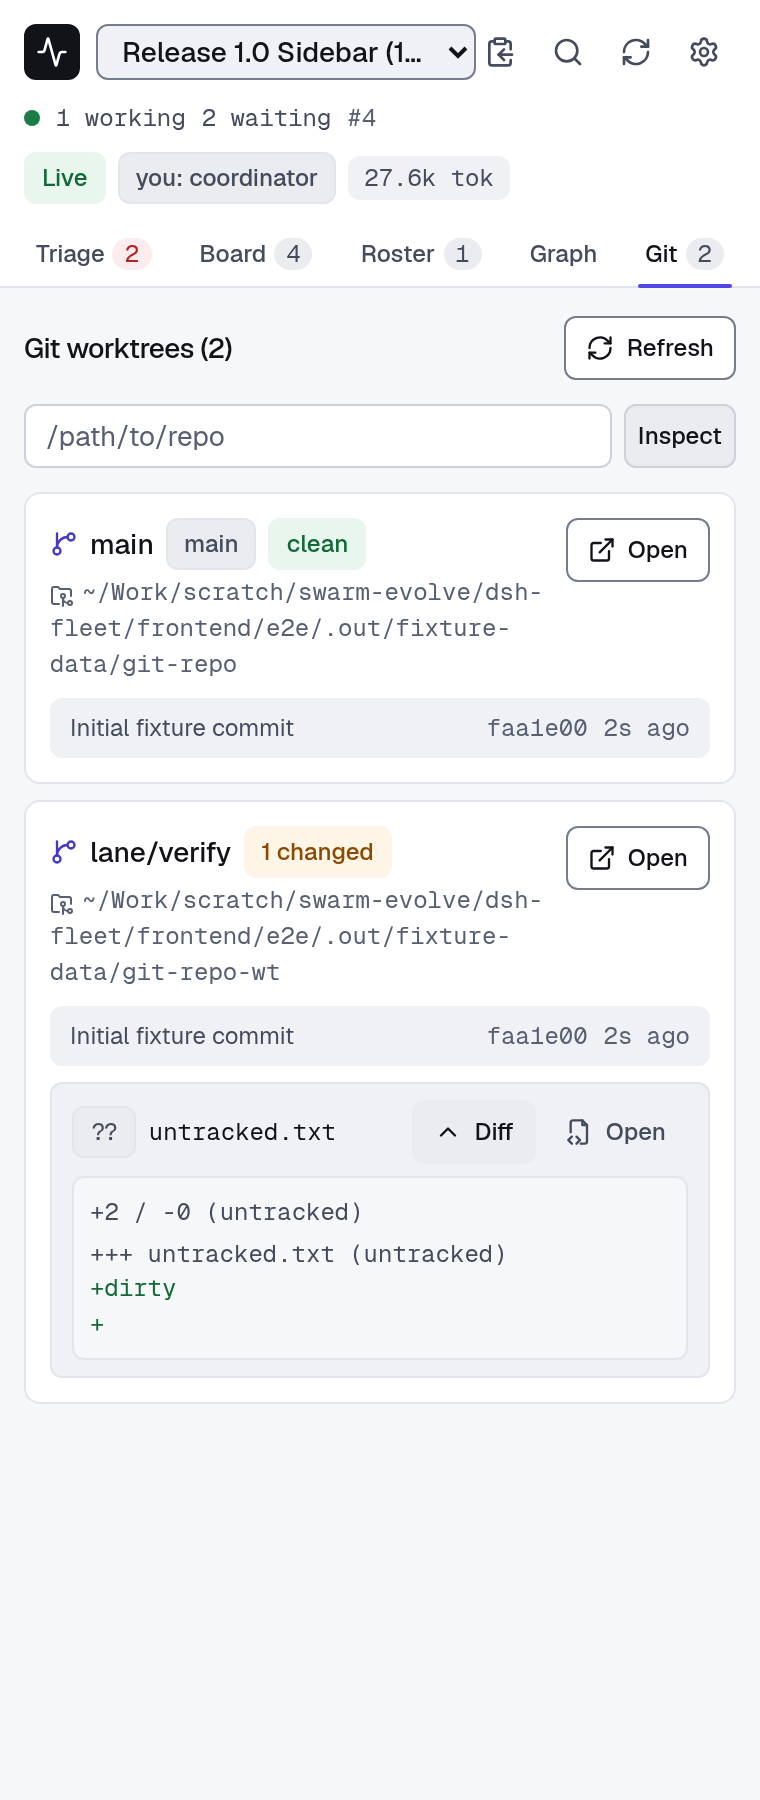 Release 1.0 Sidebar (1...
1 working 2 waiting #4
Live you: coordinator 27.6k tok
Triage 2 Board 4 Roster 1 Graph Git 2
Git worktrees (2) Refresh
/path/to/repo Inspect
main main clean Open
~/Work/scratch/swarm-evolve/dsh-
fleet/frontend/e2e/.out/fixture-
data/git-repo
Initial fixture commit faa1e00 2s ago
lane/verify 1 changed Open
~/Work/scratch/swarm-evolve/dsh-
fleet/frontend/e2e/.out/fixture-
data/git-repo-wt
Initial fixture commit faa1e00 2s ago
?? untracked.txt Diff Open
+2 / -0 (untracked)
+++ untracked.txt (untracked)
+dirty
+